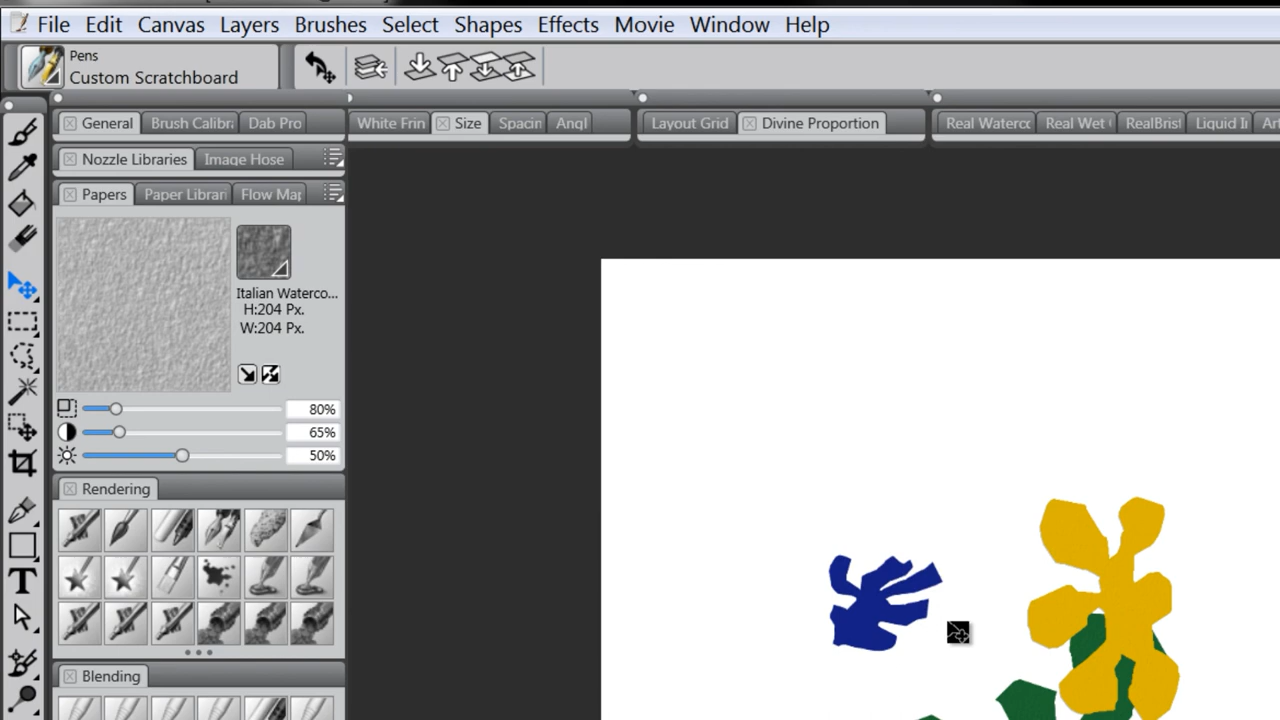 File Edit Canvas Layers Brushes Select Shapes Effects Movie Window Help
Pens
Custom Scratchboard
General Brush Calibr Dab Pro White Frin Size Spacin Angl Layout Grid Divine Proportion Real Waterco Real Wet RealBrist Liquid I
Nozzle Libraries Image Hose
Papers Paper Librari Flow Map
Italian Waterco...
H:204 Px.
W:204 Px.
80%
65%
50%
Rendering
T
Blending